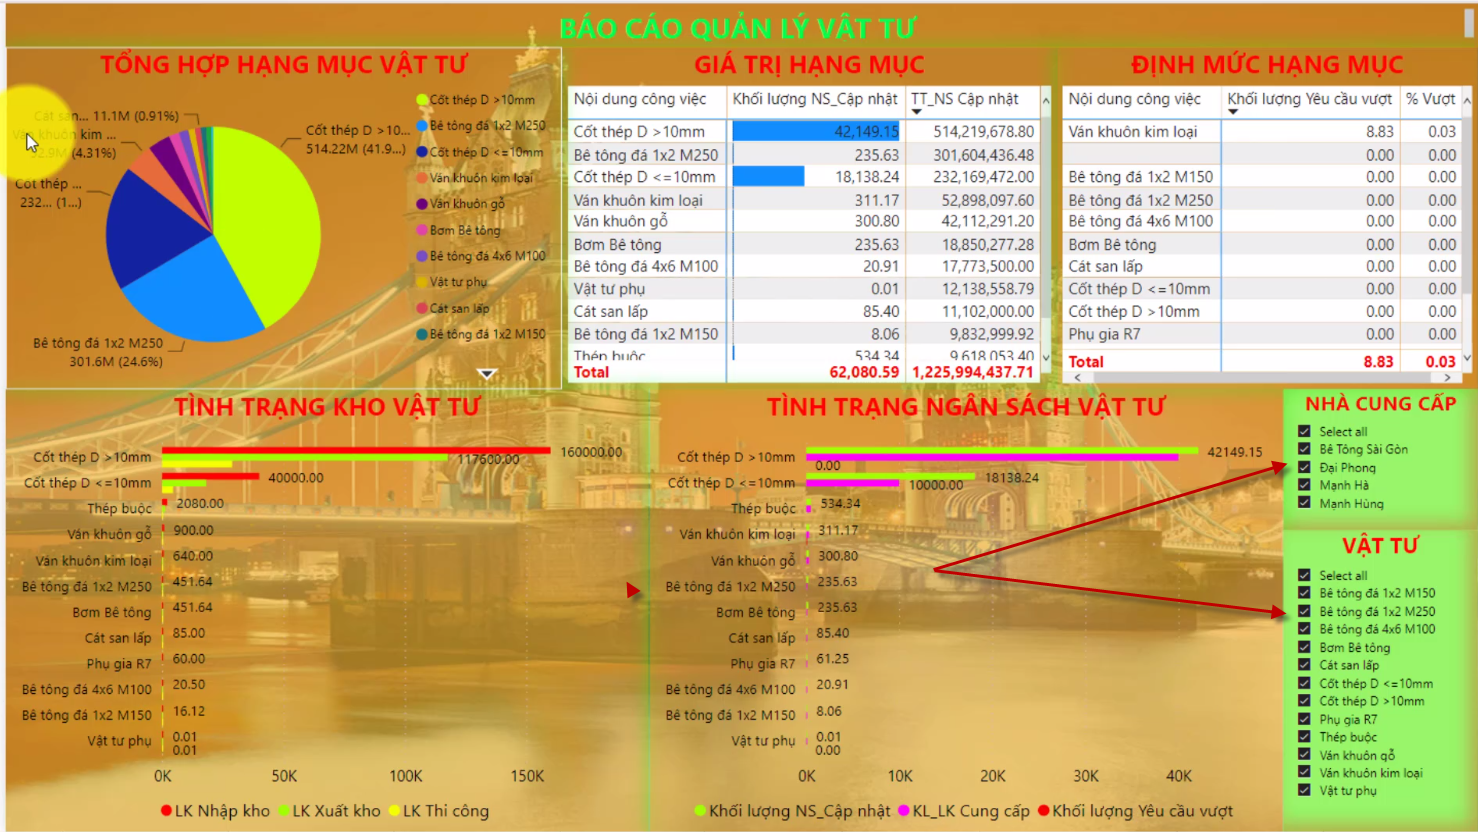 BÁO CÁO QUẢN LÝ VẬT TƯ
TỔNG HỢP HẠNG MỤC VẬT TƯ
Cát san... 11.1M (0.91%)
Ván khuôn kim ...
52.9M (4.31%)
Cốt thép ...
232... (1...)
Bê tông đá 1x2 M250
301.6M (24.6%)
Cốt thép D >10...
514.22M (41.9...)
Cốt thép D >10mm
Bê tông đá 1x2 M250
Cốt thép D <=10mm
Ván khuôn kim loại
Ván khuôn gỗ
Bơm Bê tông
Bê tông đá 4x6 M100
Vật tư phụ
Cát san lấp
Bê tông đá 1x2 M150
GIÁ TRỊ HẠNG MỤC
Nội dung công việc Khối lượng NS_Cập nhật TT_NS Cập nhật
Cốt thép D >10mm 42,149.15 514,219,678.80
Bê tông đá 1x2 M250 235.63 301,604,436.48
Cốt thép D <=10mm 18,138.24 232,169,472.00
Ván khuôn kim loại 311.17 52,898,097.60
Ván khuôn gỗ 300.80 42,112,291.20
Bơm Bê tông 235.63 18,850,277.28
Bê tông đá 4x6 M100 20.91 17,773,500.00
Vật tư phụ 0.01 12,138,558.79
Cát san lấp 85.40 11,102,000.00
Bê tông đá 1x2 M150 8.06 9,832,999.92
Thép buộc 534.34 9,618,053.40
Total 62,080.59 1,225,994,437.71
ĐỊNH MỨC HẠNG MỤC
Nội dung công việc Khối lượng Yêu cầu vượt % Vượt
Ván khuôn kim loại 8.83 0.03
0.00 0.00
Bê tông đá 1x2 M150 0.00 0.00
Bê tông đá 1x2 M250 0.00 0.00
Bê tông đá 4x6 M100 0.00 0.00
Bơm Bê tông 0.00 0.00
Cát san lấp 0.00 0.00
Cốt thép D <=10mm 0.00 0.00
Cốt thép D >10mm 0.00 0.00
Phụ gia R7 0.00 0.00
Total 8.83 0.03
TÌNH TRẠNG KHO VẬT TƯ
Cốt thép D >10mm 117600.00 160000.00
Cốt thép D <=10mm 40000.00
Thép buộc 2080.00
Ván khuôn gỗ 900.00
Ván khuôn kim loại 640.00
Bê tông đá 1x2 M250 451.64
Bơm Bê tông 451.64
Cát san lấp 85.00
Phụ gia R7 60.00
Bê tông đá 4x6 M100 20.50
Bê tông đá 1x2 M150 16.12
Vật tư phụ 0.01
0.01
0K 50K 100K 150K
LK Nhập kho LK Xuất kho LK Thi công
TÌNH TRẠNG NGÂN SÁCH VẬT TƯ
Cốt thép D >10mm 42149.15
0.00
Cốt thép D <=10mm 10000.00 18138.24
Thép buộc 534.34
Ván khuôn kim loại 311.17
Ván khuôn gỗ 300.80
Bê tông đá 1x2 M250 235.63
Bơm Bê tông 235.63
Cát san lấp 85.40
Phụ gia R7 61.25
Bê tông đá 4x6 M100 20.91
Bê tông đá 1x2 M150 8.06
Vật tư phụ 0.01
0.00
0K 10K 20K 30K 40K
Khối lượng NS_Cập nhật KL_LK Cung cấp Khối lượng Yêu cầu vượt
NHÀ CUNG CẤP
Select all
Bê Tông Sài Gòn
Đại Phong
Mạnh Hà
Mạnh Hùng
VẬT TƯ
Select all
Bê tông đá 1x2 M150
Bê tông đá 1x2 M250
Bê tông đá 4x6 M100
Bơm Bê tông
Cát san lấp
Cốt thép D <=10mm
Cốt thép D >10mm
Phụ gia R7
Thép buộc
Ván khuôn gỗ
Ván khuôn kim loại
Vật tư phụ